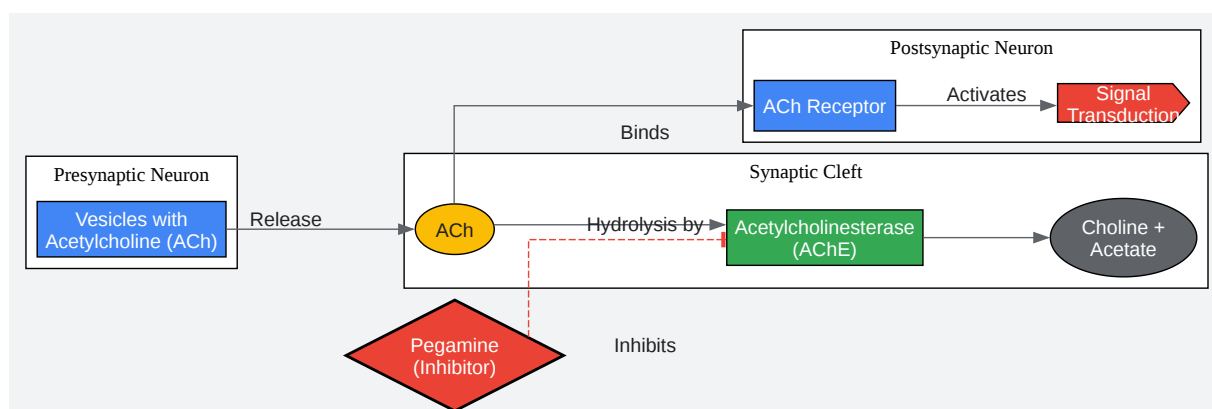 Postsynaptic Neuron
ACh Receptor
Activates
Signal
Transduction
Binds
Presynaptic Neuron
Vesicles with
Acetylcholine (ACh)
Release
Synaptic Cleft
ACh
Hydrolysis by
Acetylcholinesterase
(AChE)
Choline +
Acetate
Pegamine
(Inhibitor)
Inhibits